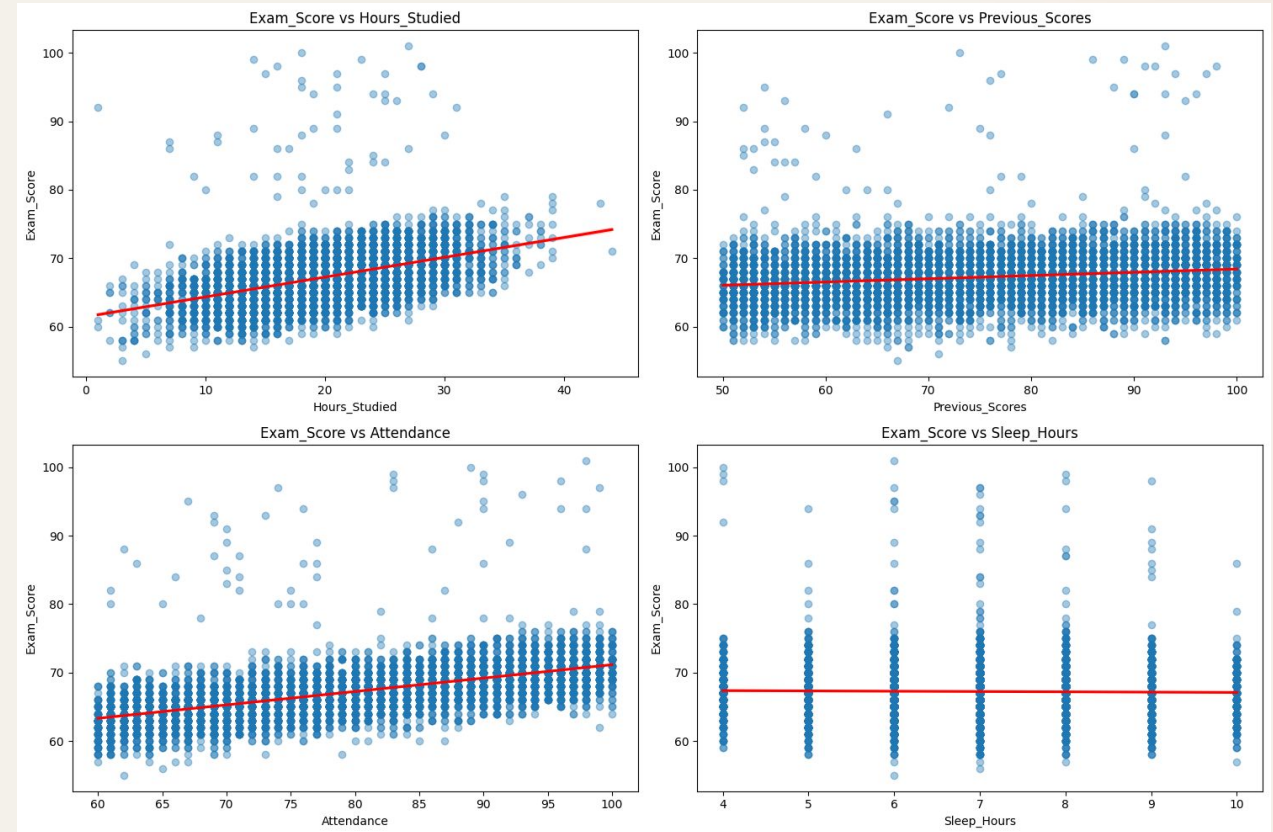 Exam_Score vs Hours_Studied
Exam_Score
100
90
80
70
60
0 10 20 30 40
Hours_Studied
Exam_Score vs Previous_Scores
Exam_Score
100
90
80
70
60
50 60 70 80 90 100
Previous_Scores
Exam_Score vs Attendance
Exam_Score
100
90
80
70
60
60 65 70 75 80 85 90 95 100
Attendance
Exam_Score vs Sleep_Hours
Exam_Score
100
90
80
70
60
4 5 6 7 8 9 10
Sleep_Hours